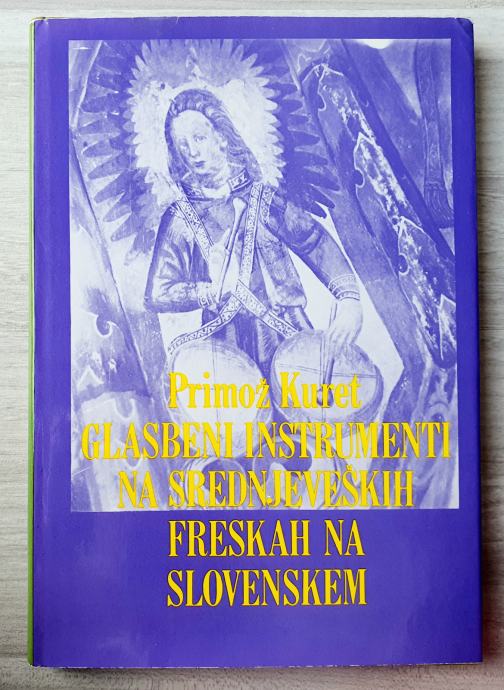 Primož Kuret
GLASBENI INSTRUMENTI
NA SREDNJEVEŠKIH
FRESKAH NA
SLOVENSKEM